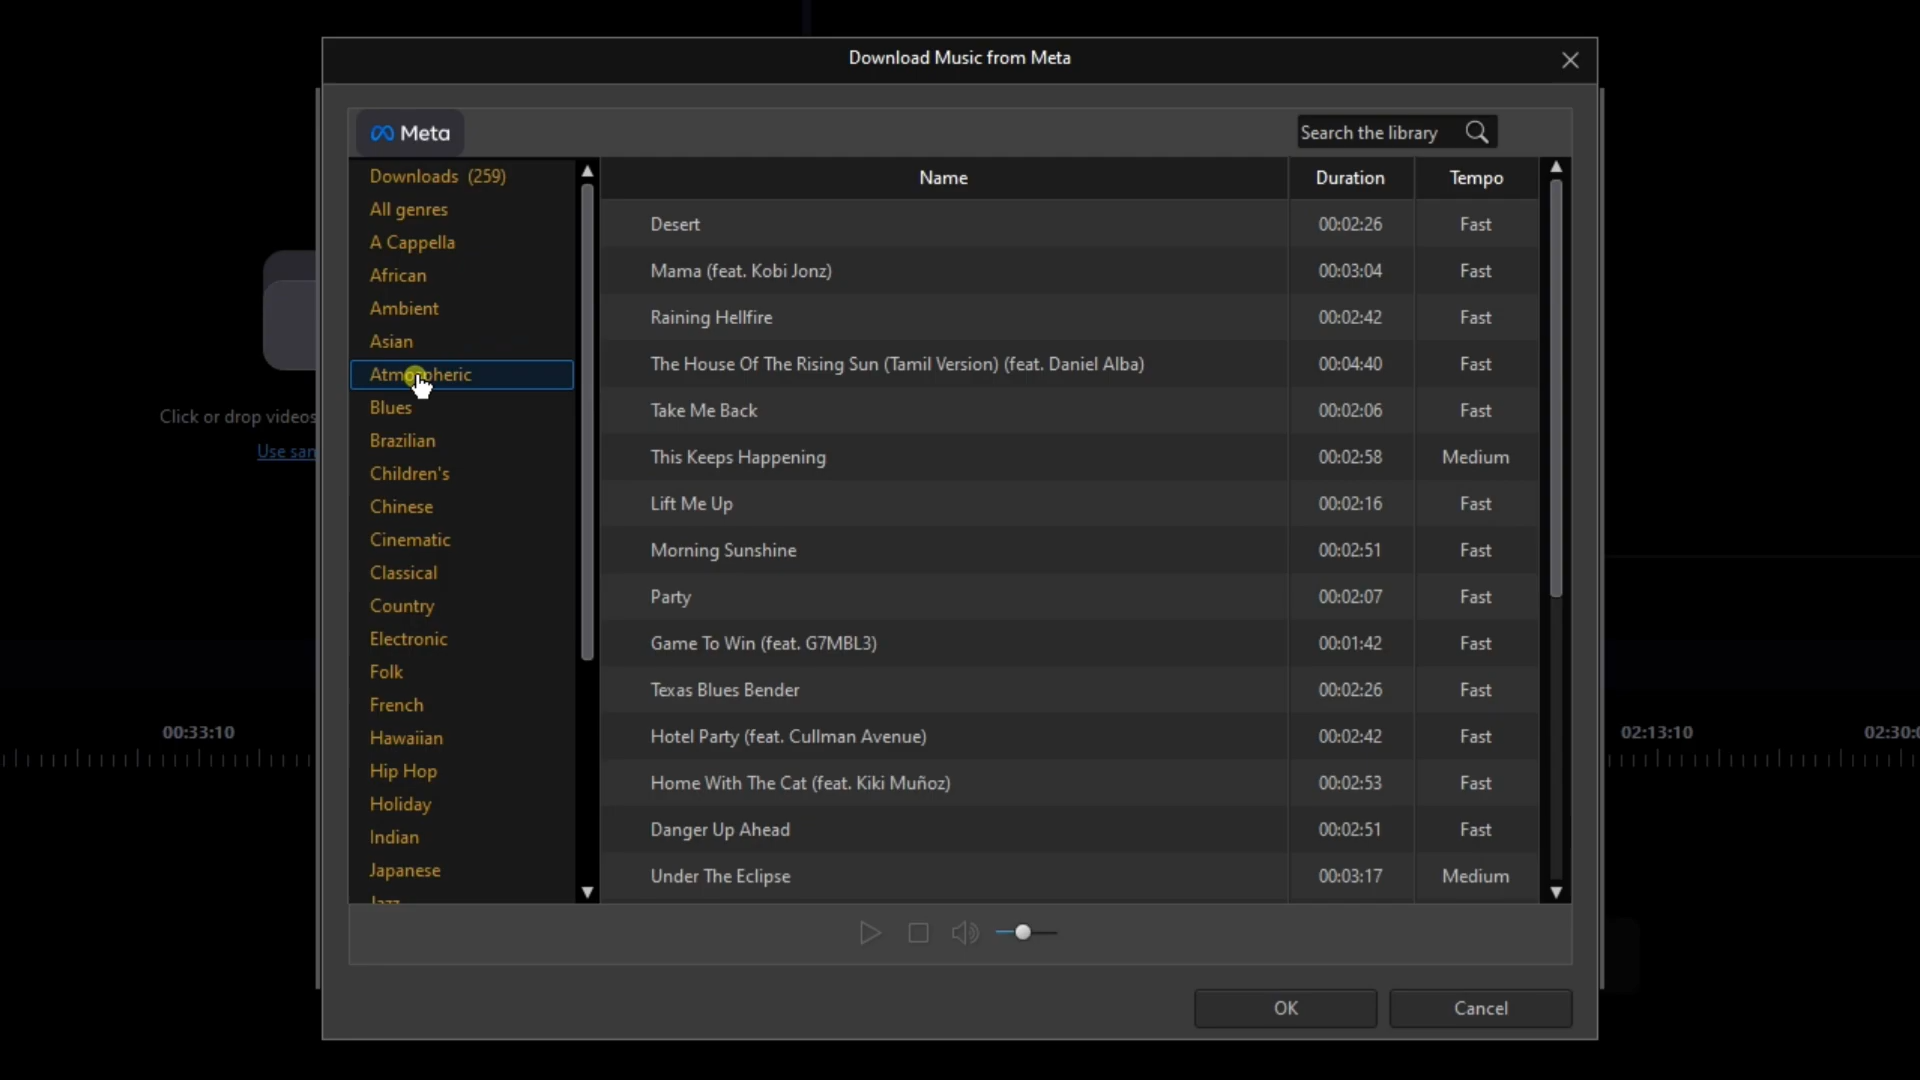 Download Music from Meta
Meta
Search the library
Downloads (259)
All genres
A Cappella
African
Ambient
Asian
Atmospheric
Blues
Brazilian
Children's
Chinese
Cinematic
Classical
Country
Electronic
Folk
French
Hawaiian
Hip Hop
Holiday
Indian
Japanese
Jazz
Name Duration Tempo
Desert 00:02:26 Fast
Mama (feat. Kobi Jonz) 00:03:04 Fast
Raining Hellfire 00:02:42 Fast
The House Of The Rising Sun (Tamil Version) (feat. Daniel Alba) 00:04:40 Fast
Take Me Back 00:02:06 Fast
This Keeps Happening 00:02:58 Medium
Lift Me Up 00:02:16 Fast
Morning Sunshine 00:02:51 Fast
Party 00:02:07 Fast
Game To Win (feat. G7MBL3) 00:01:42 Fast
Texas Blues Bender 00:02:26 Fast
Hotel Party (feat. Cullman Avenue) 00:02:42 Fast
Home With The Cat (feat. Kiki Muñoz) 00:02:53 Fast
Danger Up Ahead 00:02:51 Fast
Under The Eclipse 00:03:17 Medium
OK Cancel
Click or drop videos
Use
00:33:10 02:13:10